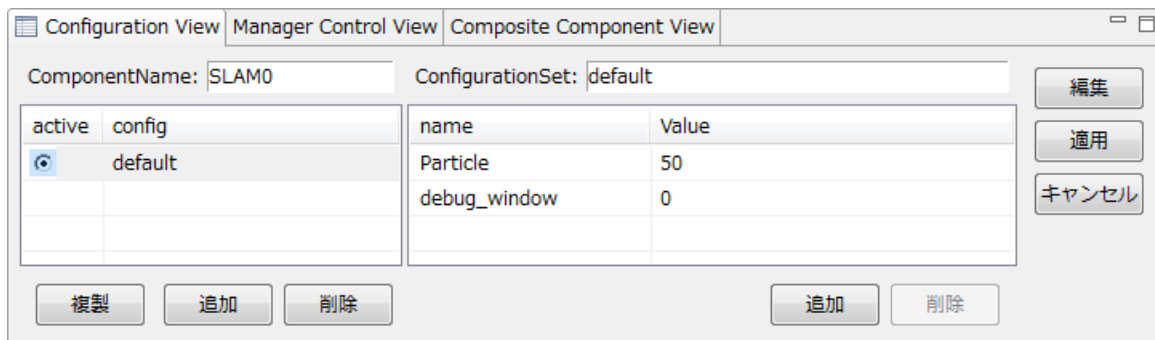 Configuration View Manager Control View Composite Component View
ComponentName: SLAM0 ConfigurationSet: default
編集
active config name Value
適用
default Particle 50
debug_window 0
キャンセル
複製 追加 削除 追加 削除